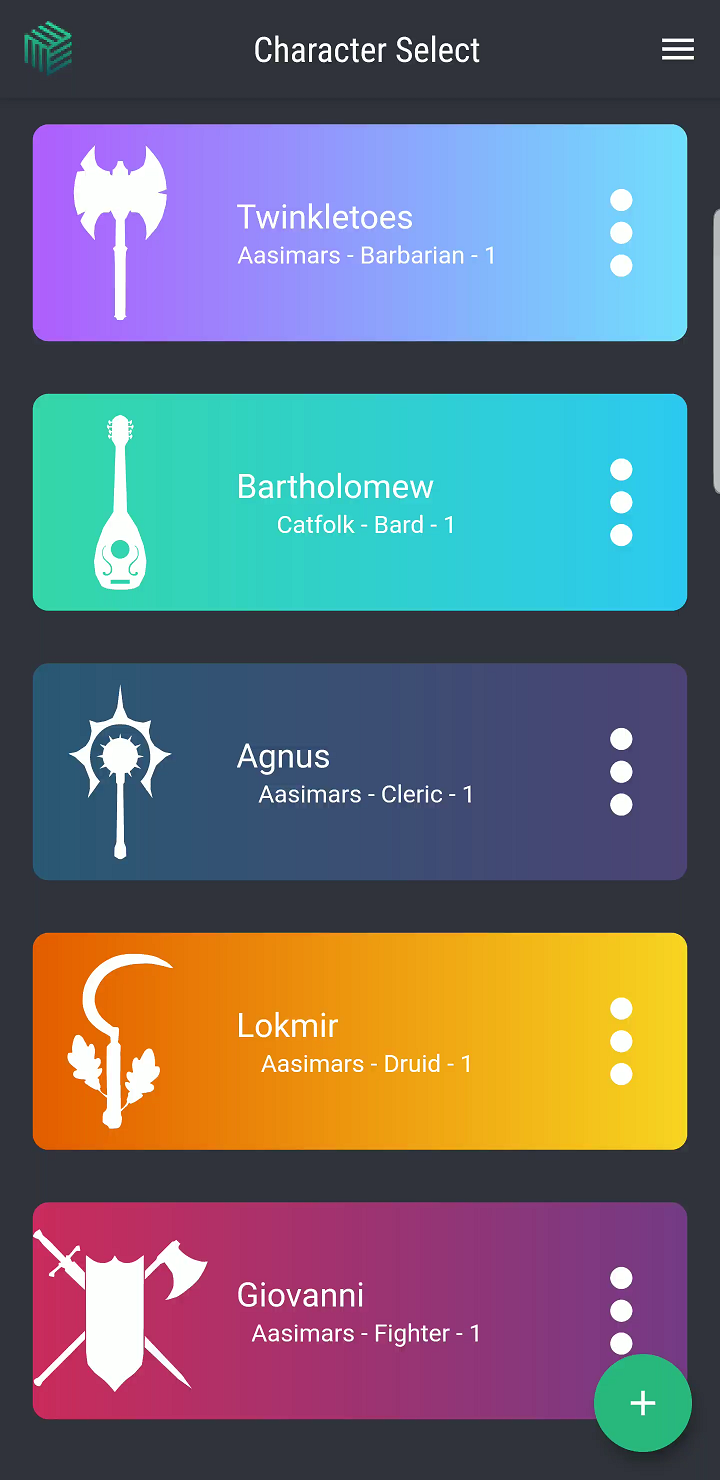 Character Select
Twinkletoes
Aasimars - Barbarian - 1
Bartholomew
Catfolk - Bard - 1
Agnus
Aasimars - Cleric - 1
Lokmir
Aasimars - Druid - 1
Giovanni
Aasimars - Fighter - 1
+